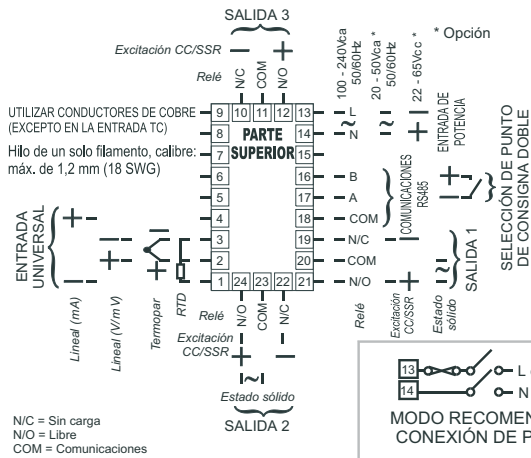 SALIDA 3
Excitación CC/SSR
Relé
N/C
COM
N/O
100 - 240Vca
50/60Hz
20 - 50Vca *
50/60Hz
22 - 65Vcc *
* Opción
UTILIZAR CONDUCTORES DE COBRE
(EXCEPTO EN LA ENTRADA TC)
Hilo de un solo filamento, calibre:
máx. de 1,2 mm (18 SWG)
9 10 11 12 13
8
7
6
5
4
3
2
1 24 23 22 21
14
15
16
17
18
19
20
PARTE
SUPERIOR
L
N
ENTRADA DE
POTENCIA
B
A
COM
COMUNICACIONES
RS485
SELECCIÓN DE PUNTO
DE CONSIGNA DOBLE
N/C
COM
N/O
SALIDA 1
Relé
Excitación
CC/SSR
Estado
sólido
ENTRADA
UNIVERSAL
Lineal (mA)
Lineal (V/mV)
Termopar
RTD
Relé
N/O
COM
N/C
Excitación
CC/SSR
Estado sólido
SALIDA 2
N/C = Sin carga
N/O = Libre
COM = Comunicaciones
13
L
14
N
MODO RECOMEN
CONEXIÓN DE P